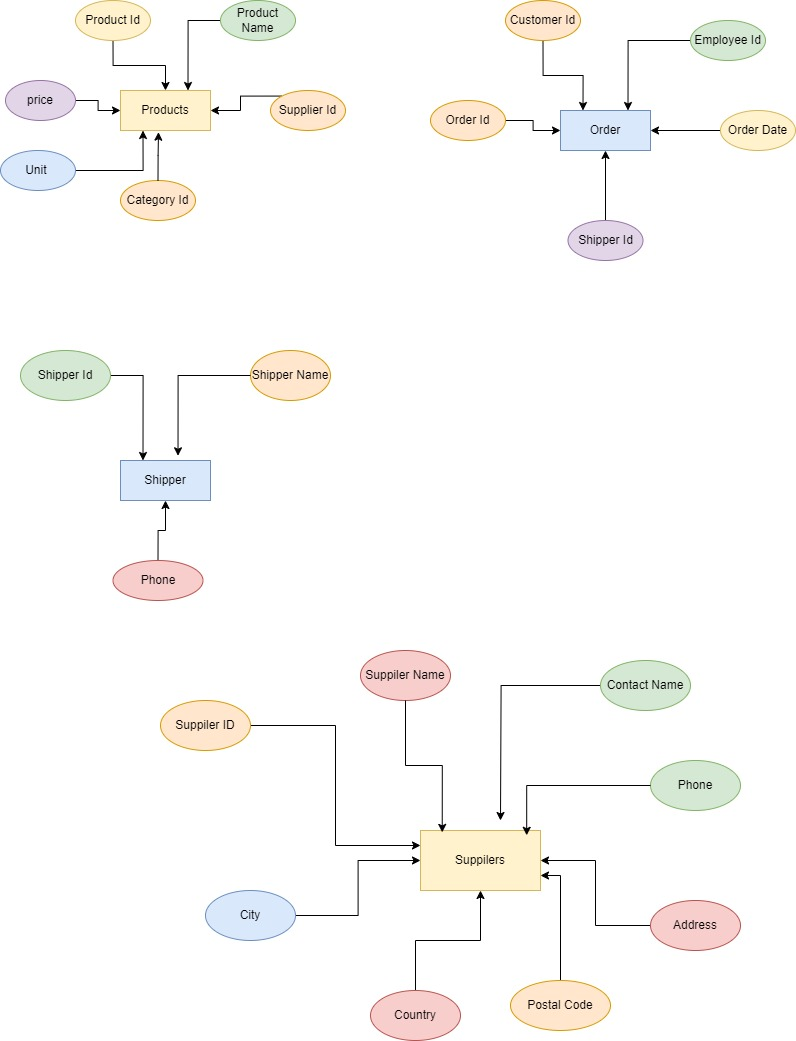 Product Id
Product
Name
price
Products
Supplier Id
Unit
Category Id
Customer Id
Employee Id
Order Id
Order
Order Date
Shipper Id
Shipper Id
Shipper Name
Shipper
Phone
Suppiler Name
Contact Name
Suppiler ID
Phone
Suppilers
City
Address
Country
Postal Code